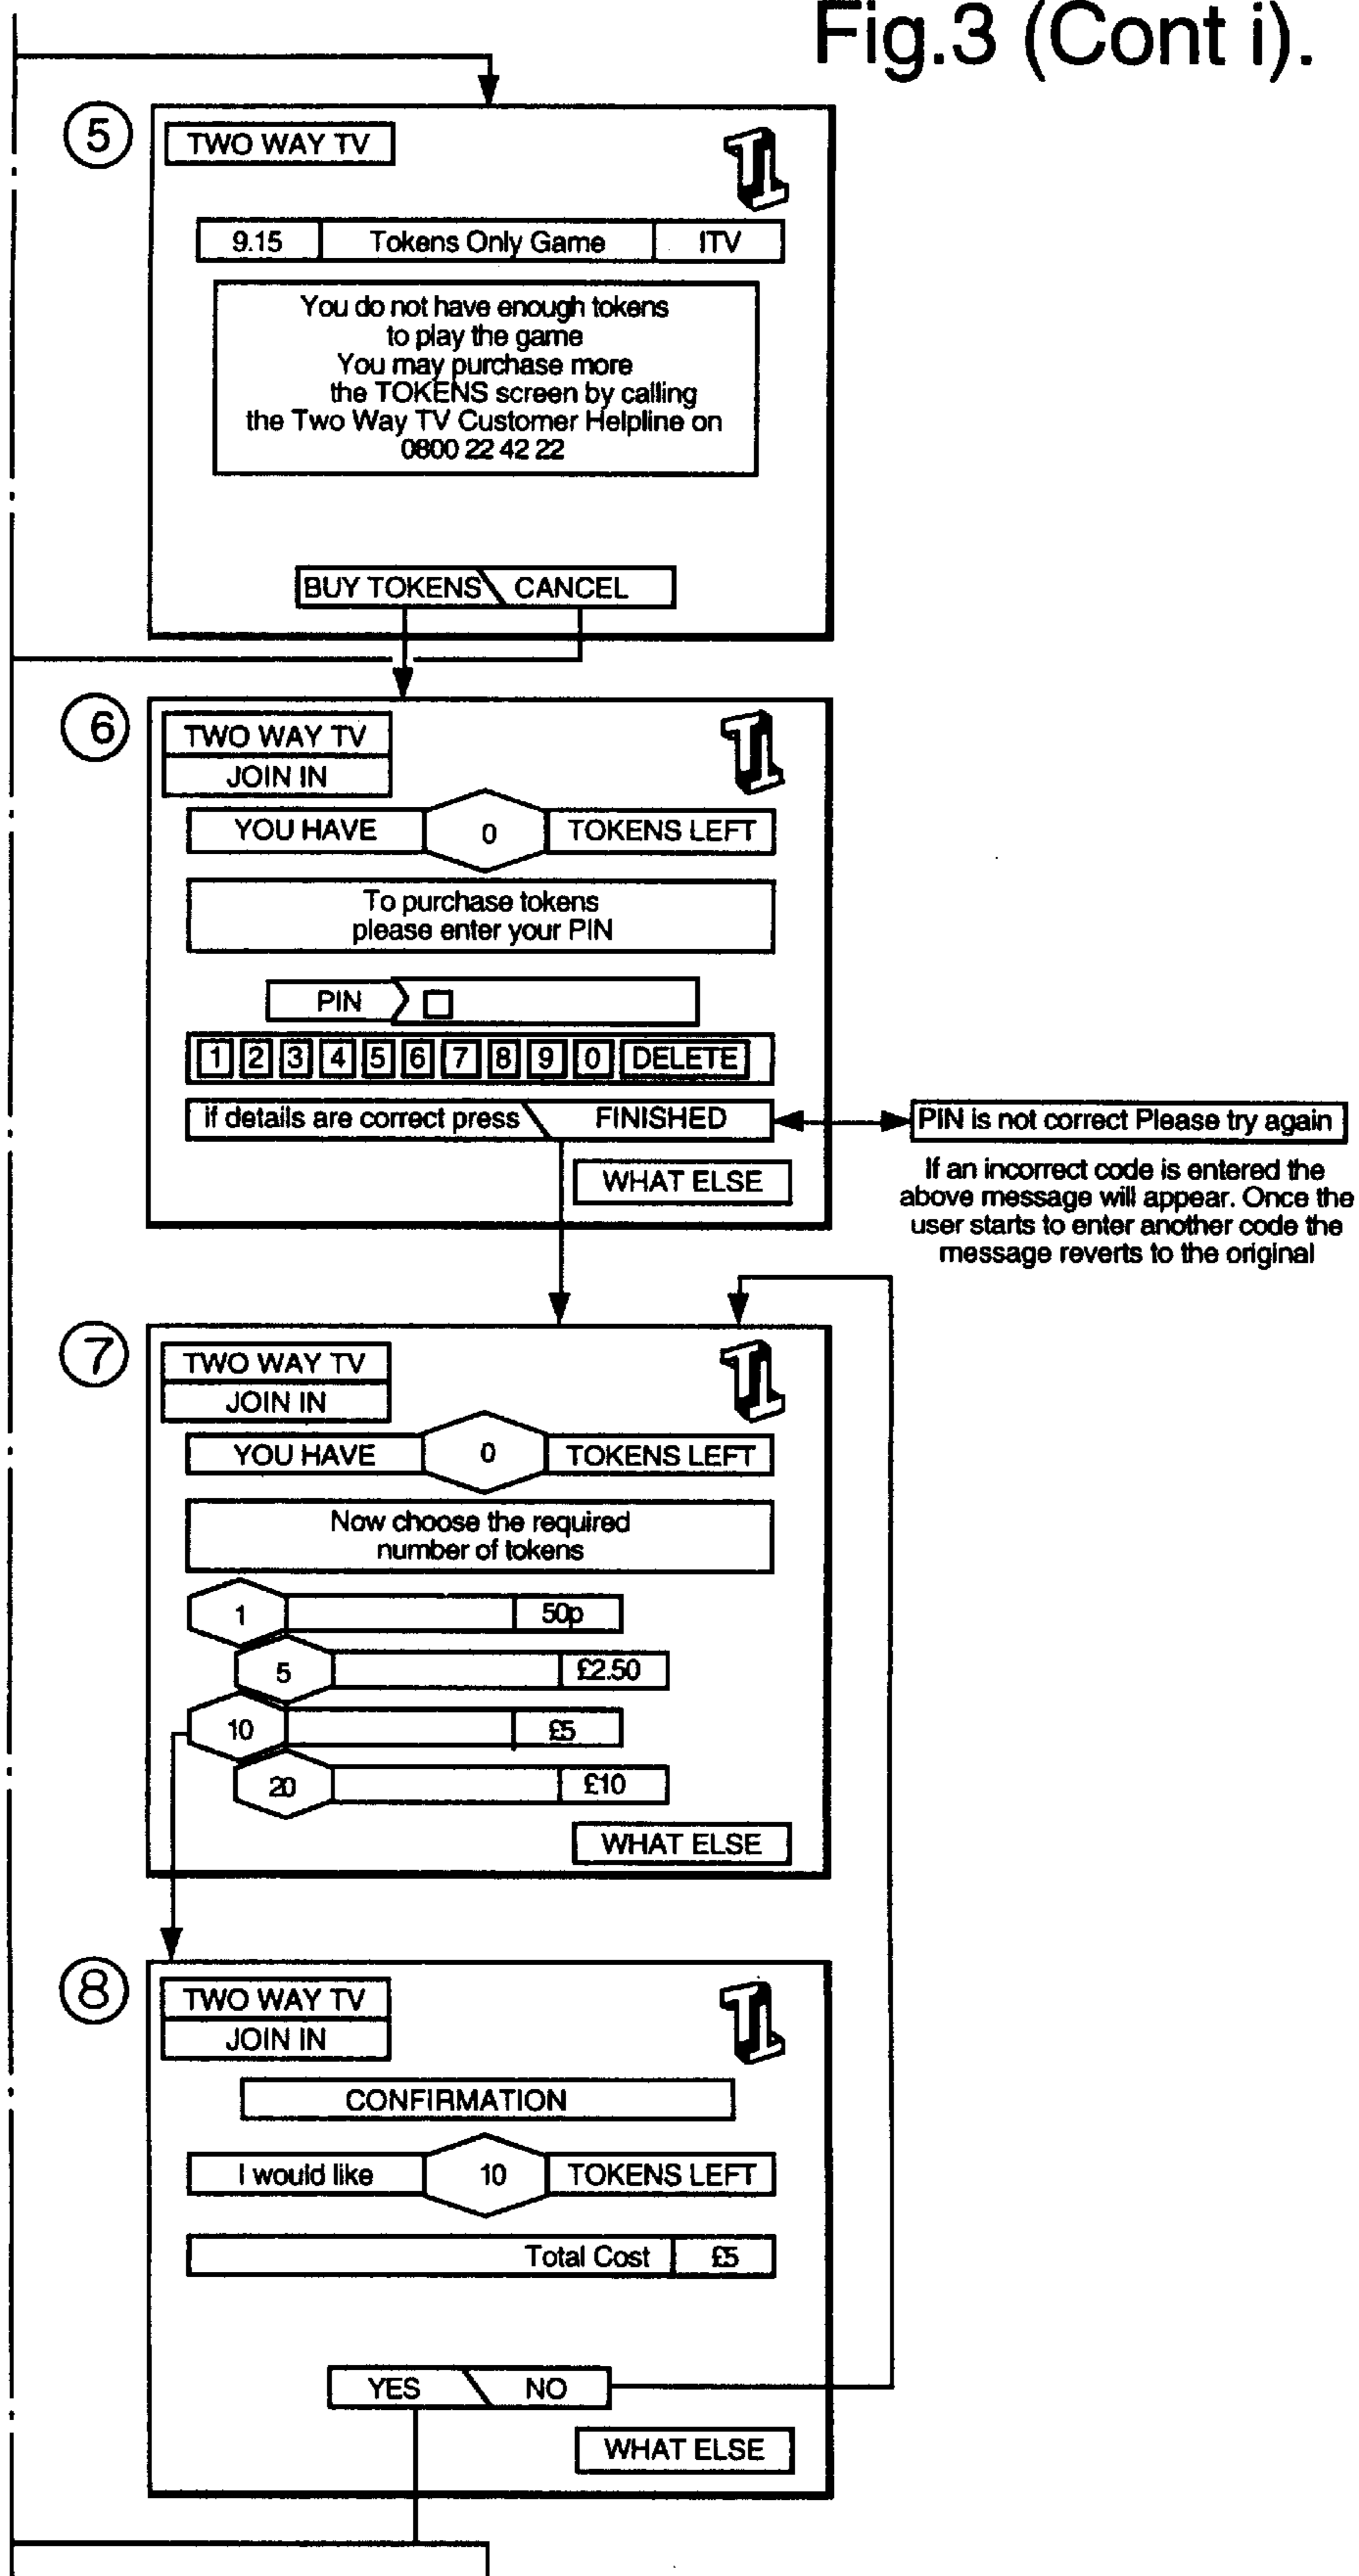 Fig.3 (Cont i).
5
TWO WAY TV
9.15 Tokens Only Game ITV
You do not have enough tokens
to play the game
You may purchase more
the TOKENS screen by calling
the Two Way TV Customer Helpline on
0800 22 42 22
BUY TOKENS CANCEL
6
TWO WAY TV
JOIN IN
YOU HAVE 0 TOKENS LEFT
To purchase tokens
please enter your PIN
PIN
1 2 3 4 5 6 7 8 9 0 DELETE
if details are correct press FINISHED
WHAT ELSE
PIN is not correct Please try again
If an incorrect code is entered the
above message will appear. Once the
user starts to enter another code the
message reverts to the original
7
TWO WAY TV
JOIN IN
YOU HAVE 0 TOKENS LEFT
Now choose the required
number of tokens
1 50p
5 £2.50
10 £5
20 £10
WHAT ELSE
8
TWO WAY TV
JOIN IN
CONFIRMATION
I would like 10 TOKENS LEFT
Total Cost £5
YES NO
WHAT ELSE